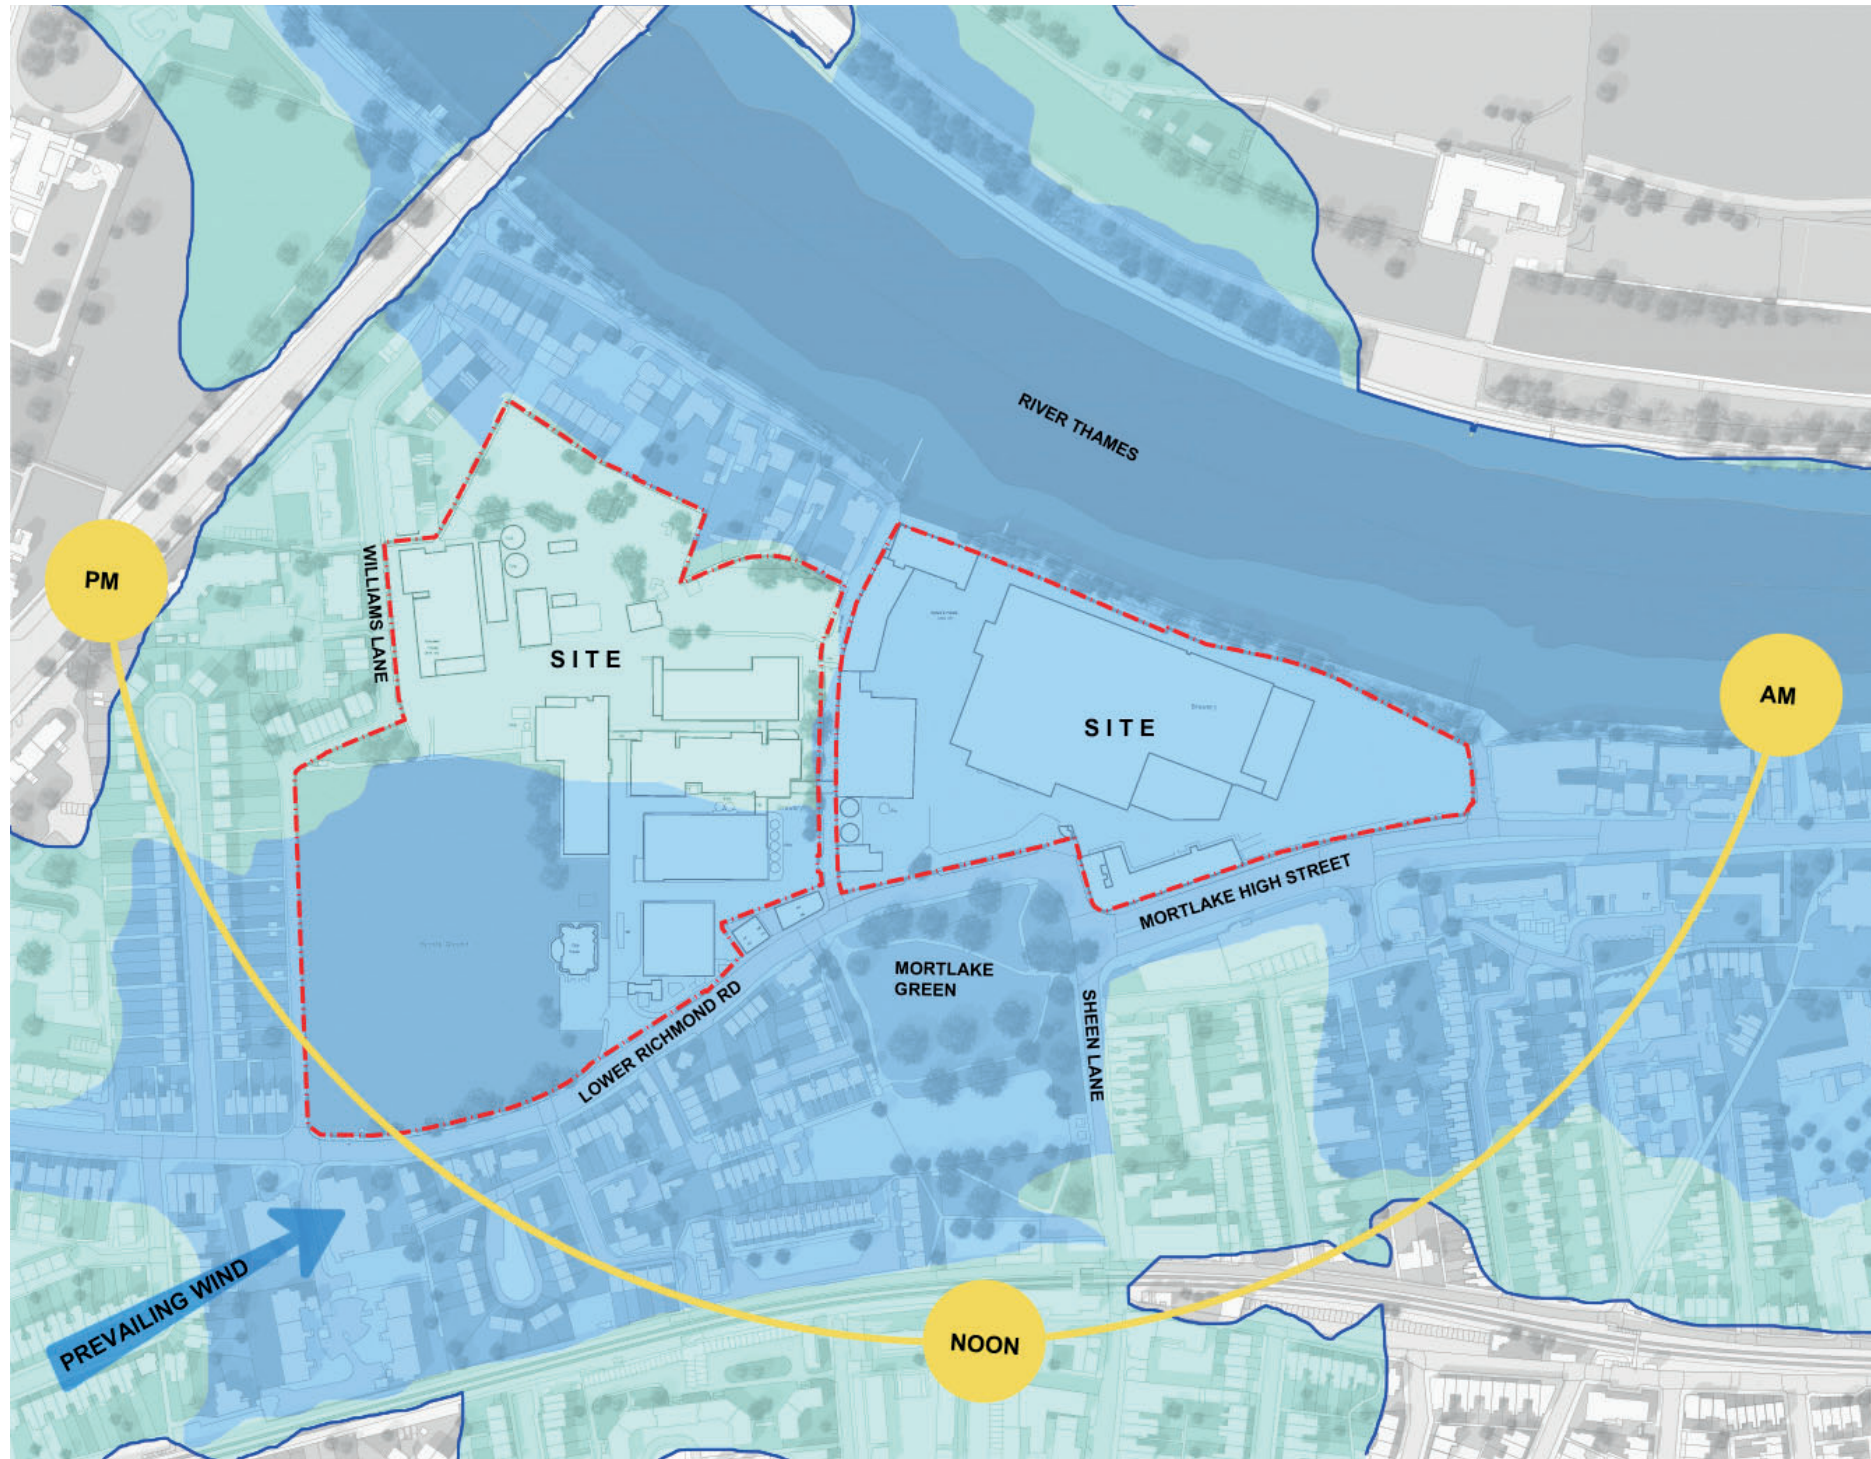 RIVER THAMES
PM
WILLIAMS LANE
SITE
AM
SITE
MORTLAKE HIGH STREET
MORTLAKE
GREEN
SHEEN LANE
LOWER RICHMOND RD
PREVAILING WIND
NOON